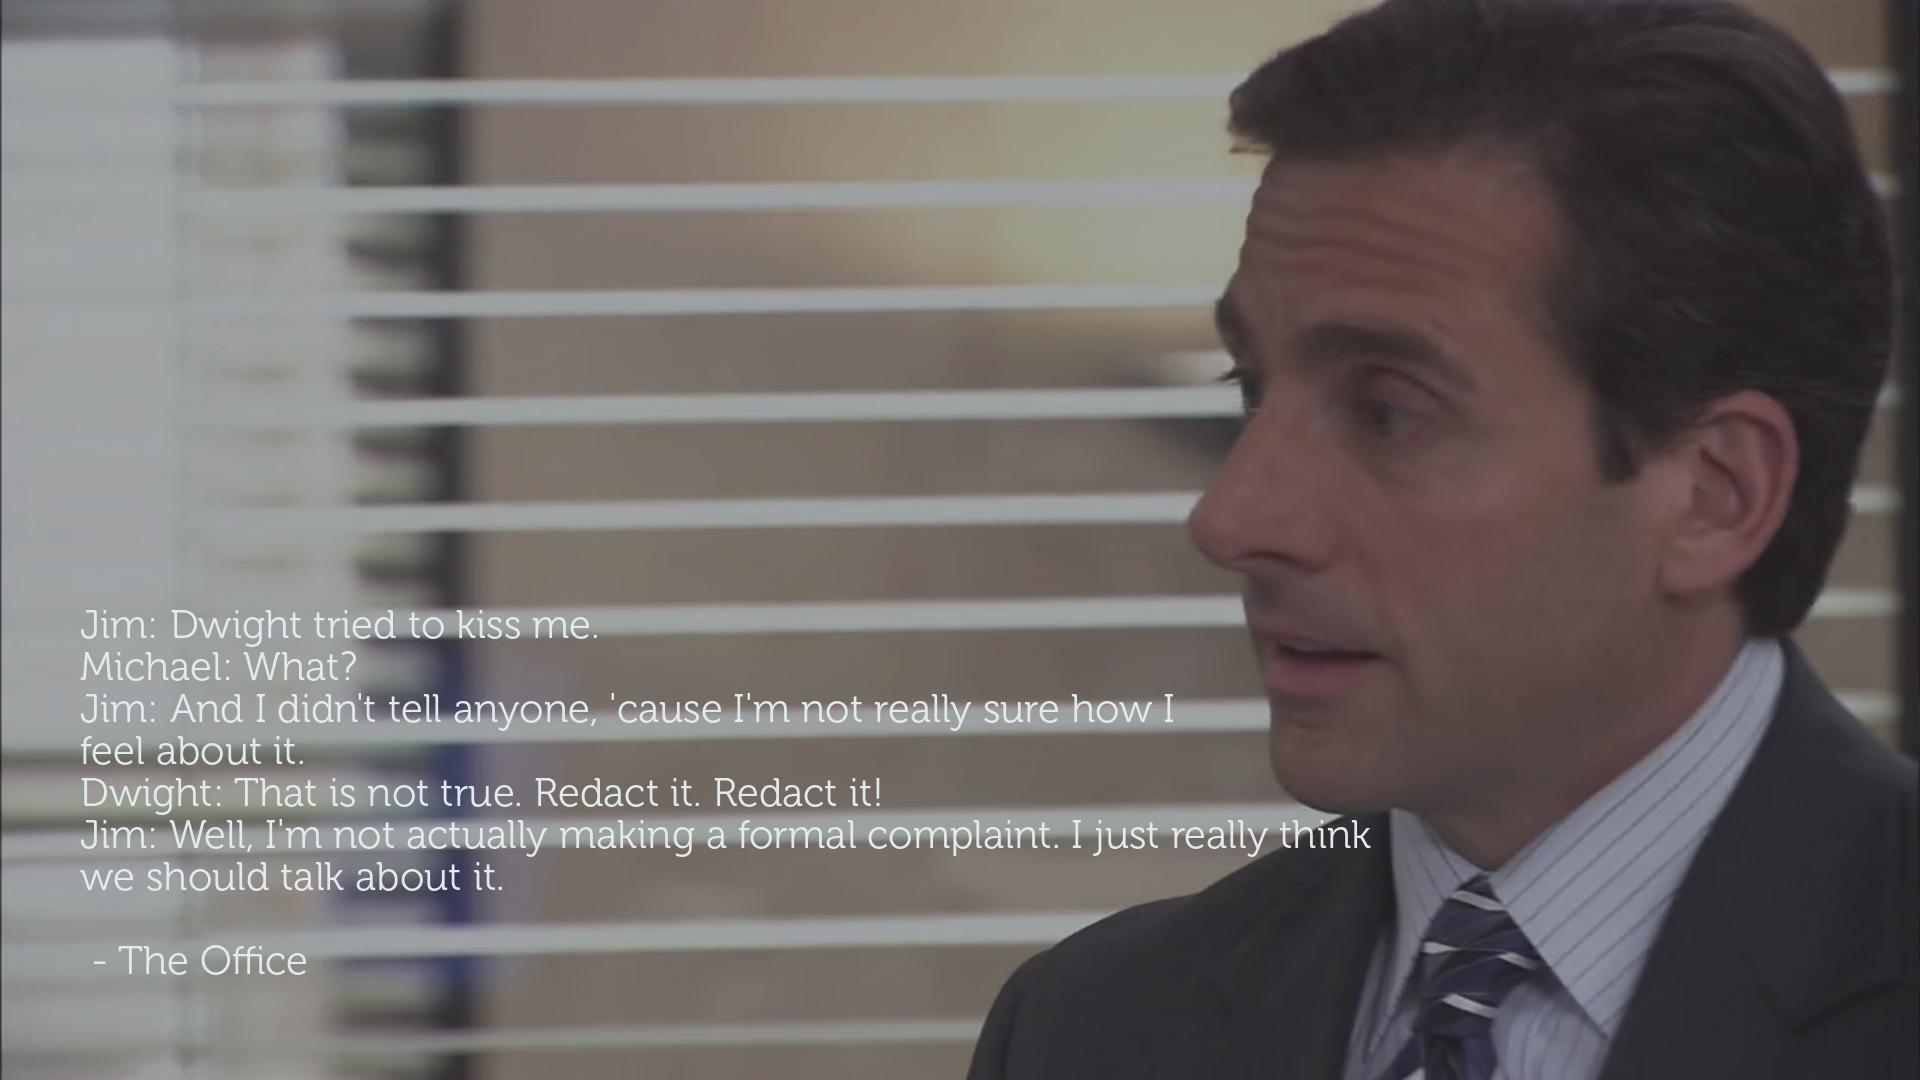 Jim: Dwight tried to kiss me.
Michael: What?
Jim: And I didn't tell anyone, 'cause I'm not really sure how I
feel about it.
Dwight: That is not true. Redact it. Redact it!
Jim: Well, I'm not actually making a formal complaint. I just really think
we should talk about it.
- The Office